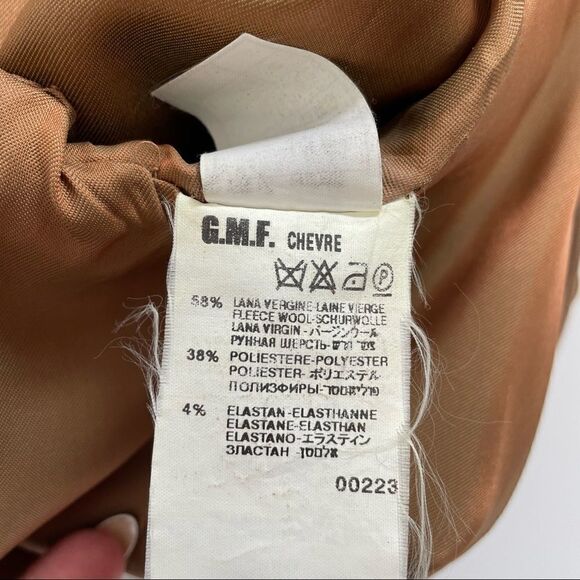 G.M.F. CHEVRE
P
58% LANA VERGINE-LAINE VIERGE
FLEECE WOOL-SCHURWOLLE
LANA VIRGIN - バージンウール
РУННАЯ ШЕРСТЬ-
38% POLIESTERE-POLYESTER
POLIESTER- ポリエステル
ПОЛИЗФИРЫ-
4% ELASTAN-ELASTHANNE
ELASTANE-ELASTHAN
ELASTANO-エラスティン
ЭЛАСТАН
00223